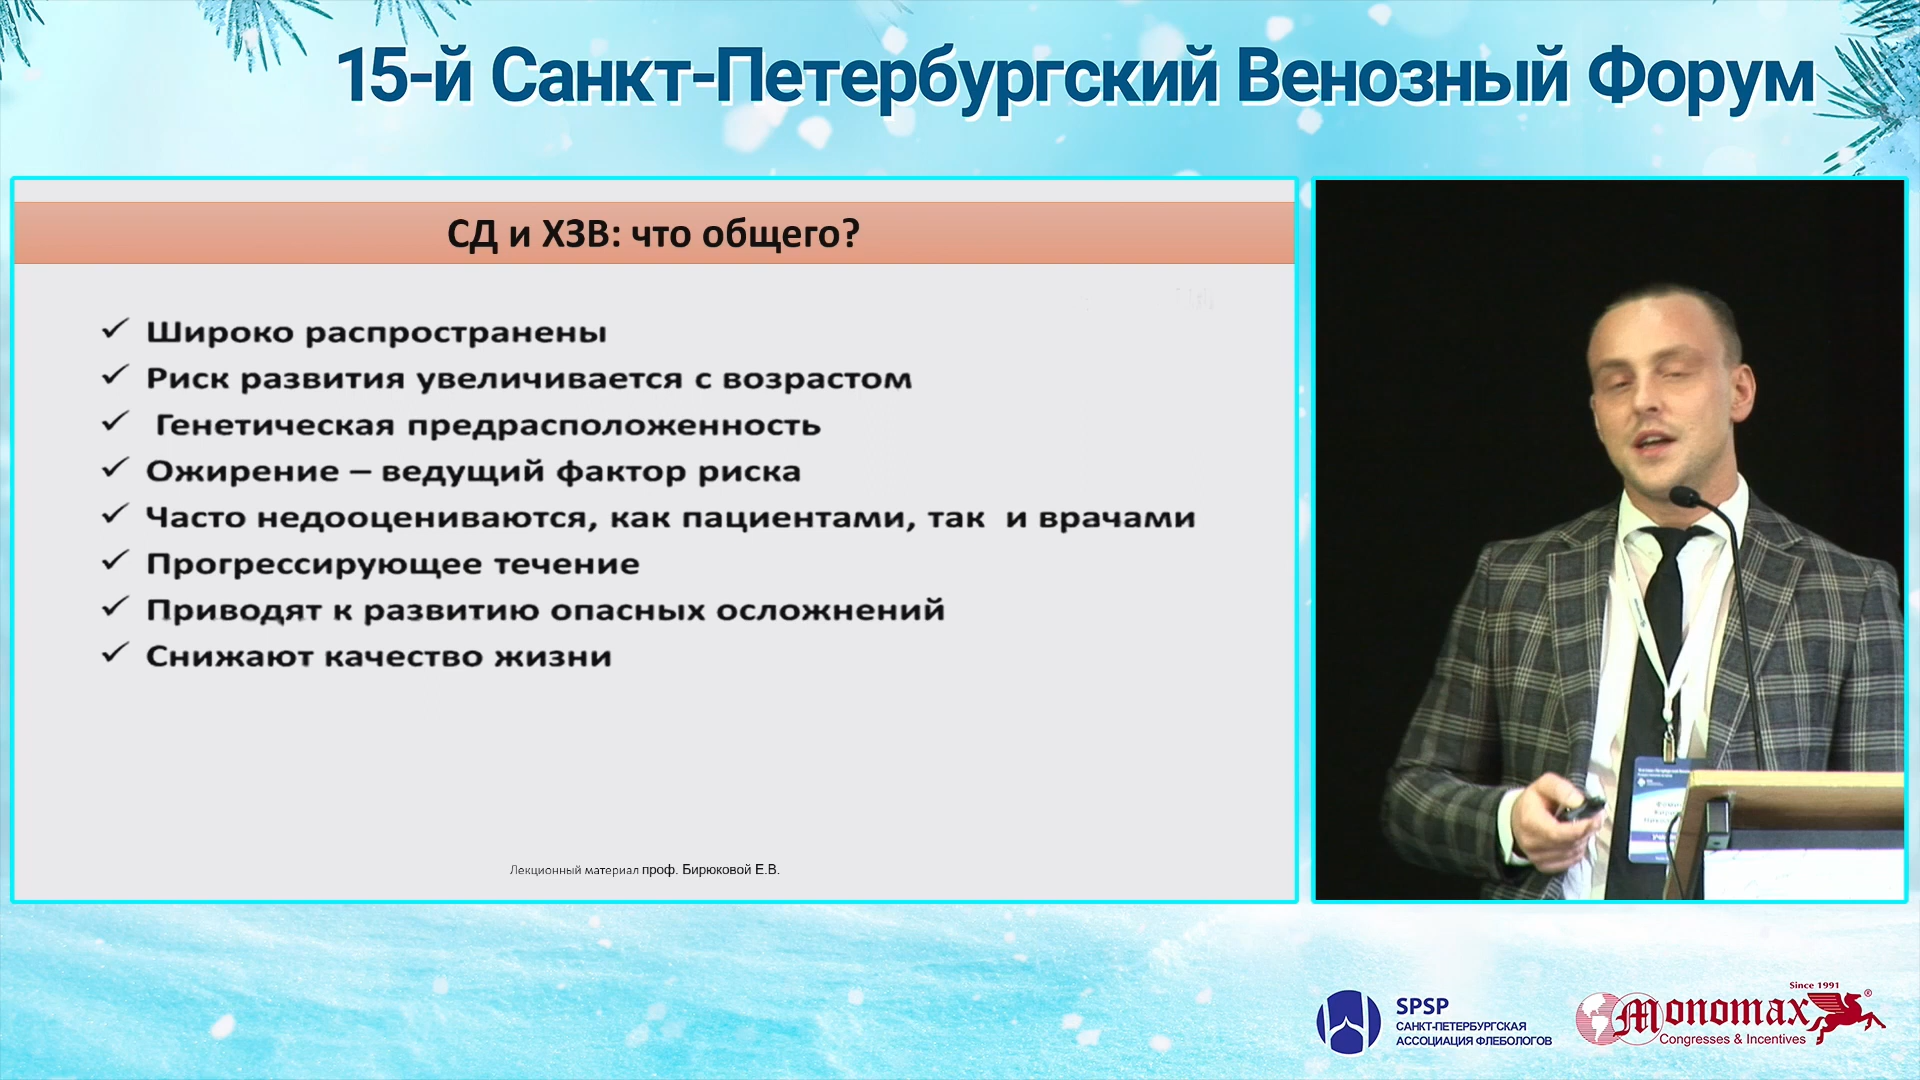 15-й Санкт-Петербургский Венозный Форум
СД и ХЗВ: что общего?
✓ Широко распространены
✓ Риск развития увеличивается с возрастом
✓ Генетическая предрасположенность
✓ Ожирение – ведущий фактор риска
✓ Часто недооцениваются, как пациентами, так и врачами
✓ Прогрессирующее течение
✓ Приводят к развитию опасных осложнений
✓ Снижают качество жизни
Лекционный материал проф. Бирюковой Е.В.
SPSP
САНКТ-ПЕТЕРБУРГСКАЯ
АССОЦИАЦИЯ ФЛЕБОЛОГОВ
Since 1991
Monomax®
Congresses & Incentives